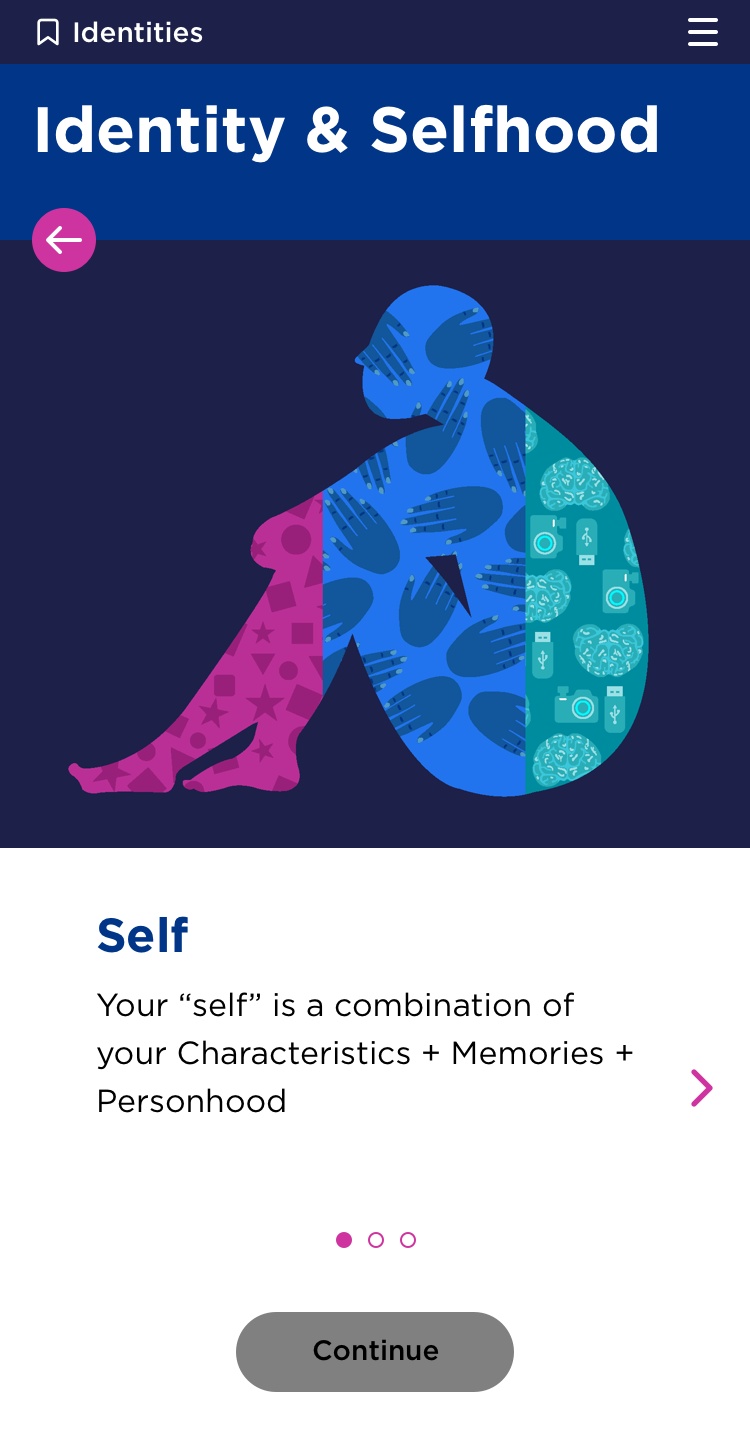 Identities
Identity & Selfhood
Self
Your “self” is a combination of
your Characteristics + Memories +
Personhood
Continue